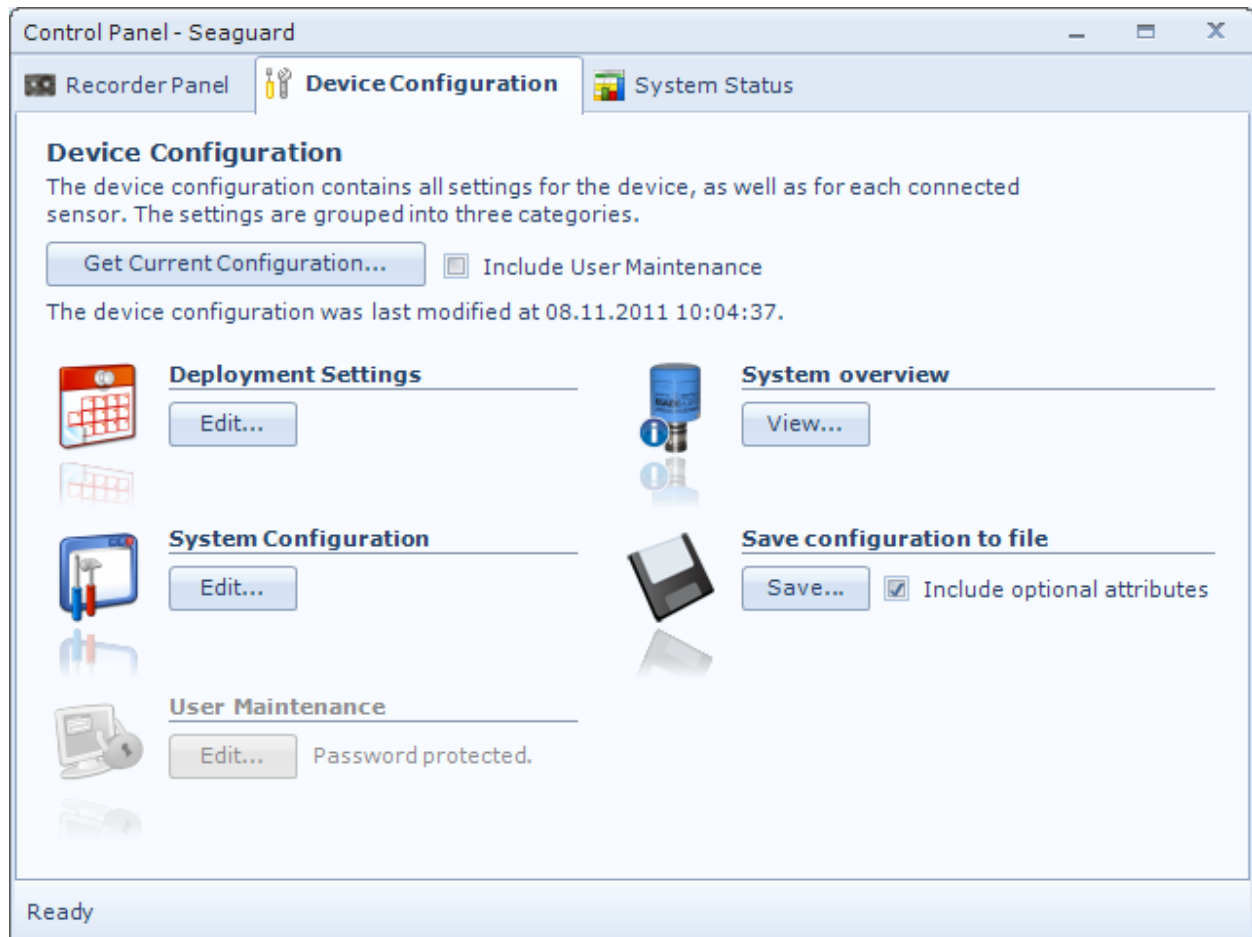 Control Panel - Seaguard
Recorder Panel
Device Configuration
System Status
Device Configuration
The device configuration contains all settings for the device, as well as for each connected
sensor. The settings are grouped into three categories.
Get Current Configuration...
Include User Maintenance
The device configuration was last modified at 08.11.2011 10:04:37.
Deployment Settings
Edit...
System overview
View...
System Configuration
Edit...
Save configuration to file
Save...
Include optional attributes
User Maintenance
Edit...
Password protected.
Ready